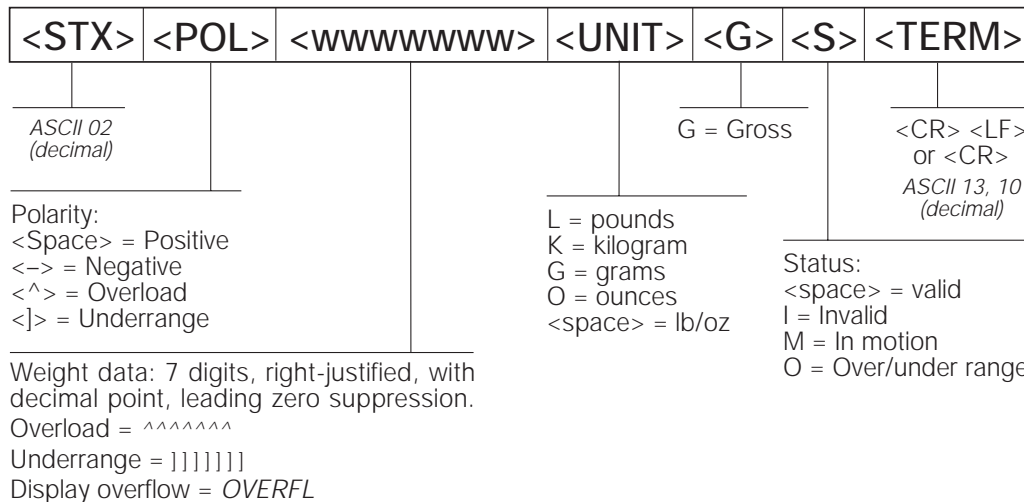 <STX> <POL> <wwwwwww> <UNIT> <G> <S> <TERM>
ASCII 02
(decimal)
G = Gross
<CR> <LF>
or <CR>
ASCII 13, 10
(decimal)
Polarity:
<Space> = Positive
<–> = Negative
<^> = Overload
<]> = Underrange
L = pounds
K = kilogram
G = grams
O = ounces
<space> = lb/oz
Status:
<space> = valid
I = Invalid
M = In motion
O = Over/under range
Weight data: 7 digits, right-justified, with
decimal point, leading zero suppression.
Overload = ^^^^^^^
Underrange = ]]]]]]]
Display overflow = OVERFL